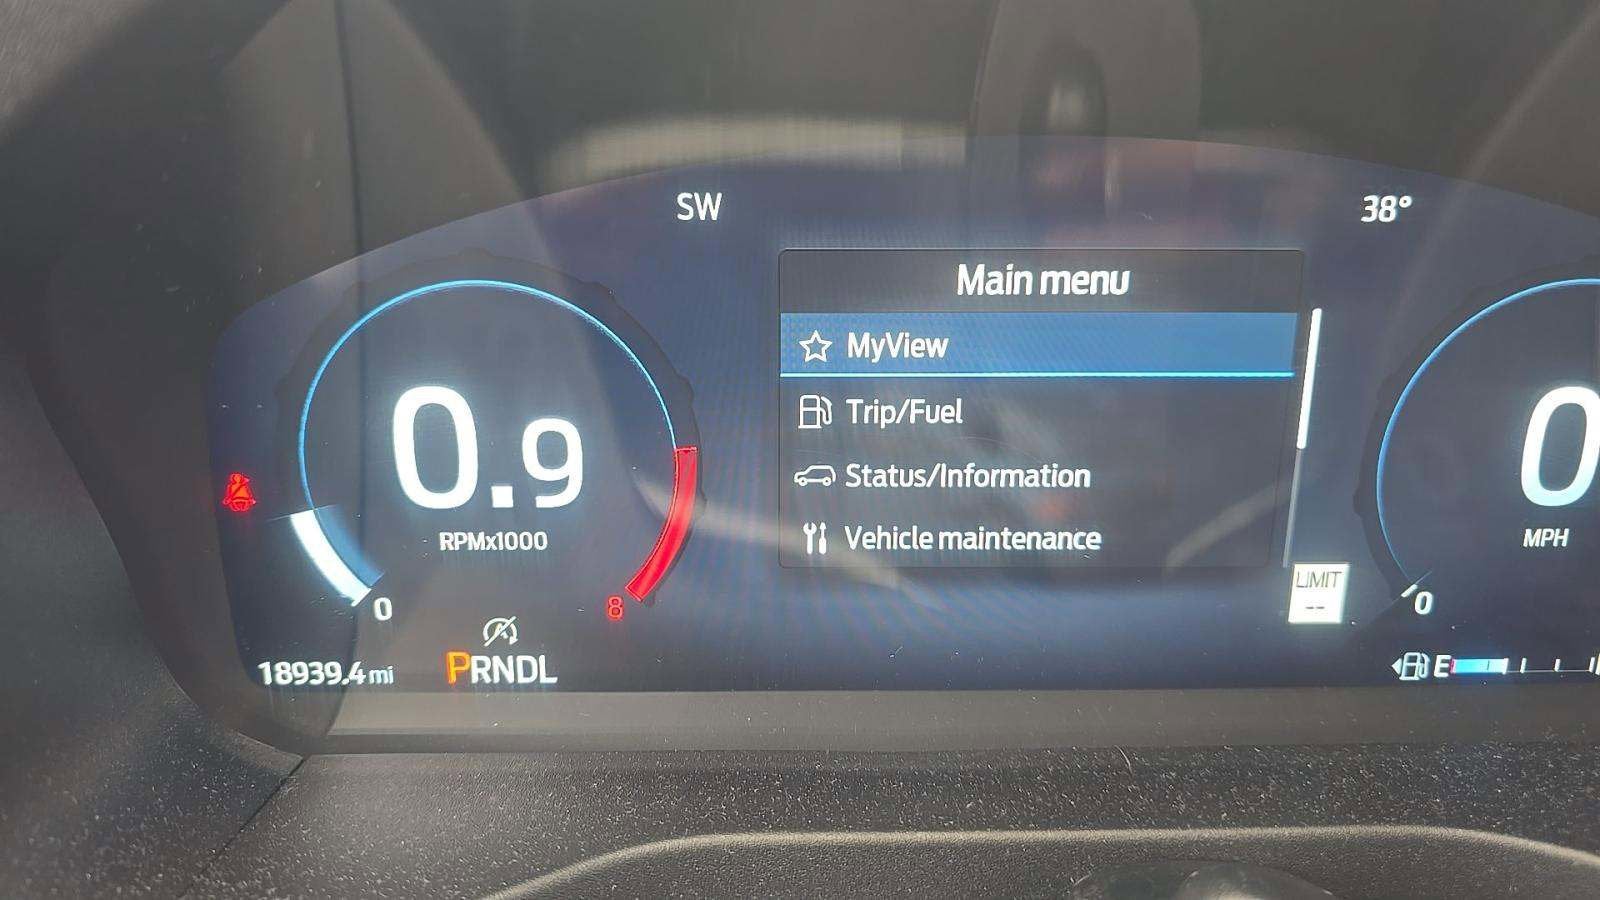 SW
38°
Main menu
MyView
Trip/Fuel
Status/Information
Vehicle maintenance
0.9
RPMx1000
0
8
18939.4 mi
PRNDL
LIMIT
--
0
MPH
0
E